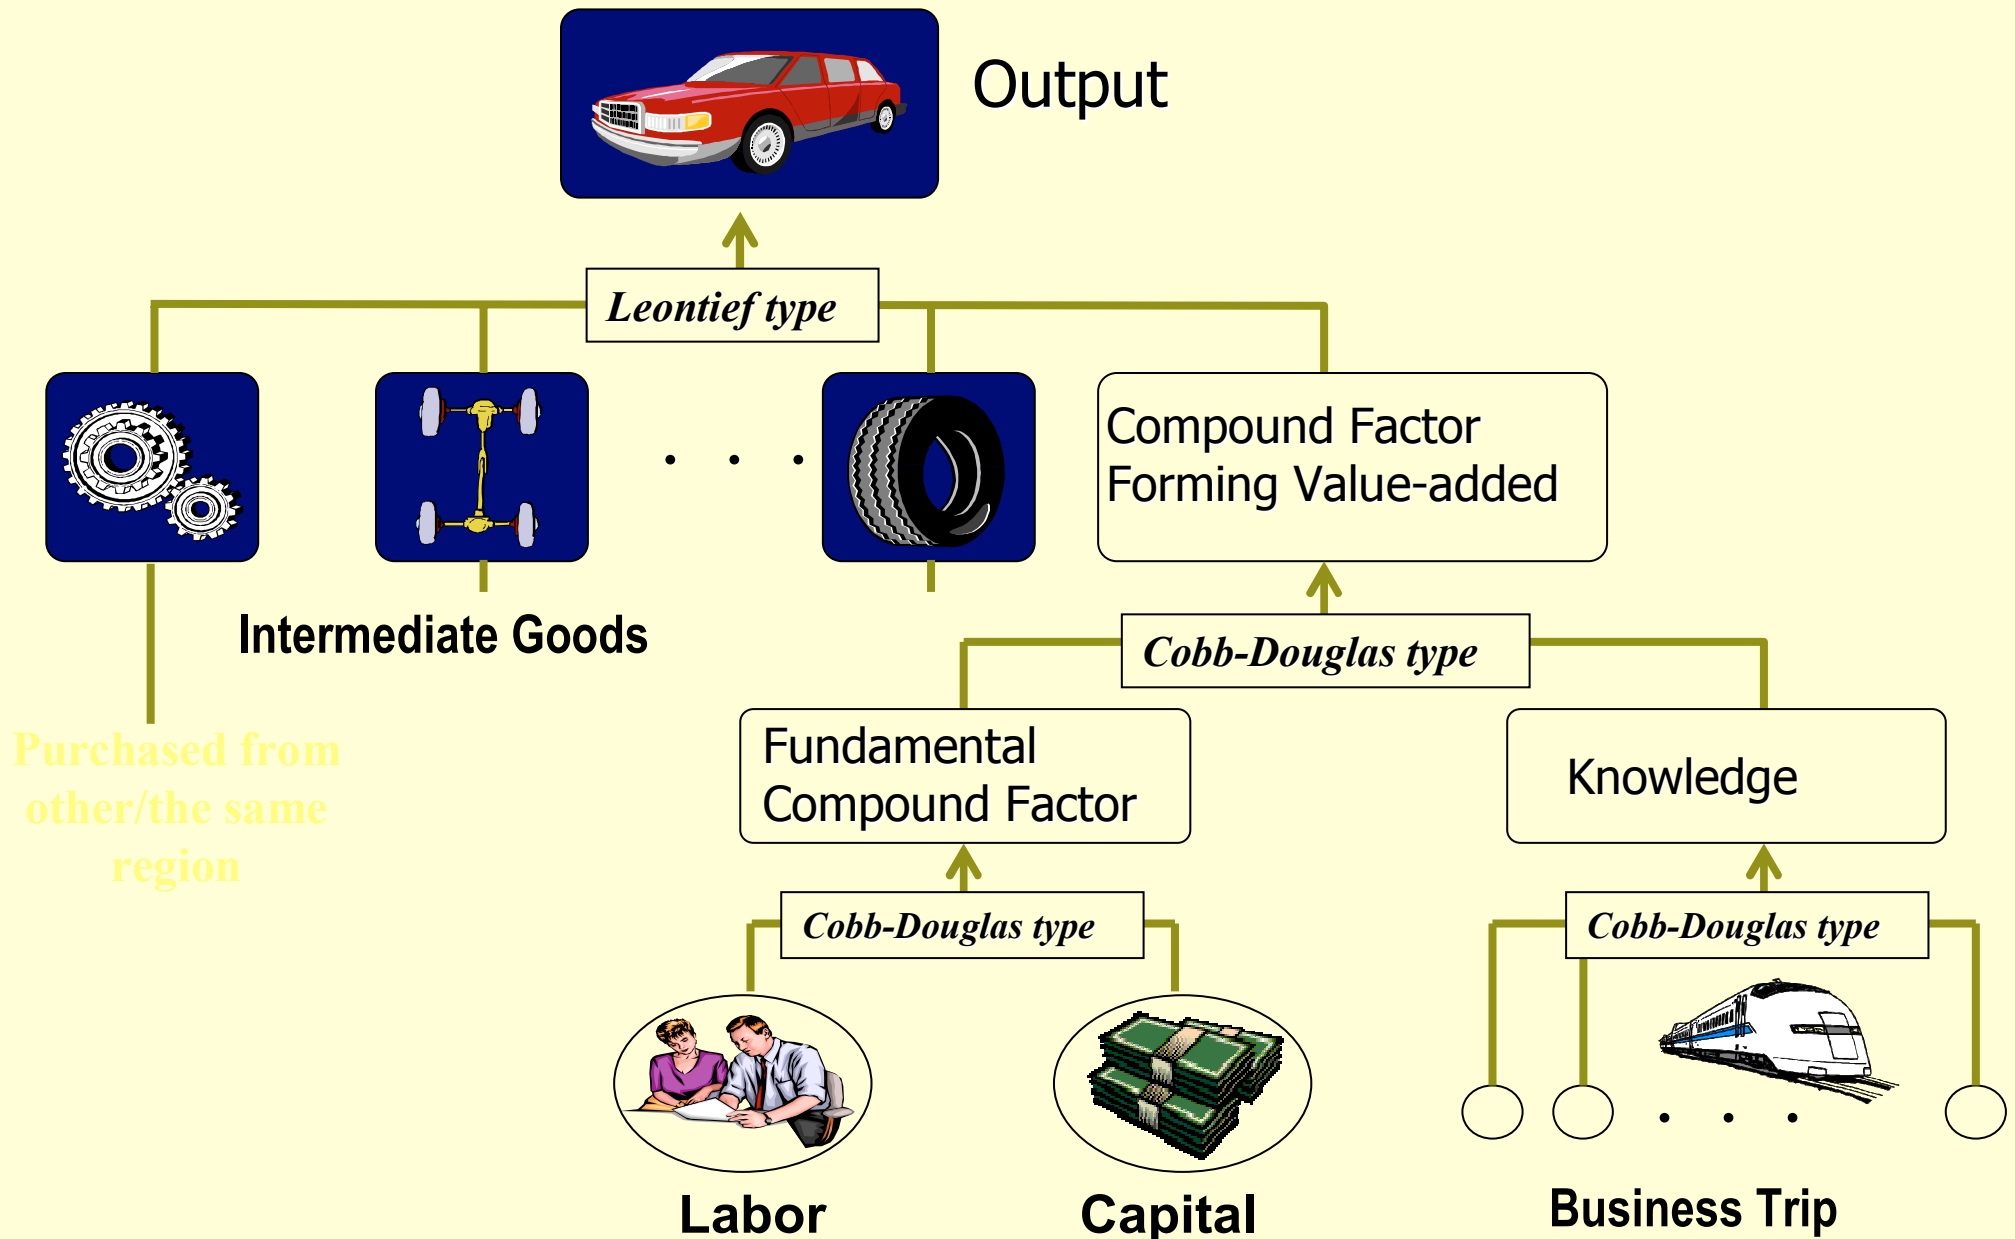 Output
Leontief type
Compound Factor
Forming Value-added
. . .
Intermediate Goods
Cobb-Douglas type
Purchased from
other/the same
region
Fundamental
Compound Factor
Knowledge
Cobb-Douglas type
Cobb-Douglas type
. . .
Labor
Capital
Business Trip